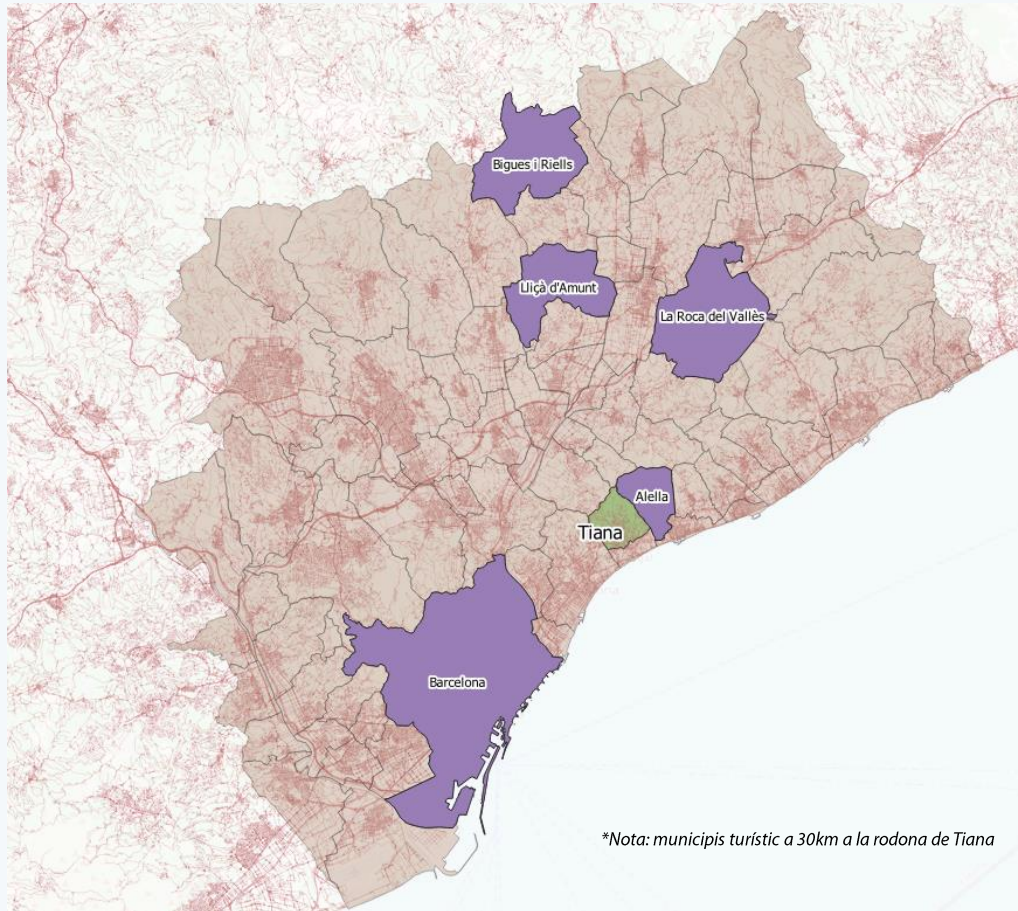 Bigues i Riells
Lliçà d'Amunt
La Roca del Vallès
Alella
Tiana
Barcelona
*Nota: municipis turístic a 30km a la rodona de Tiana